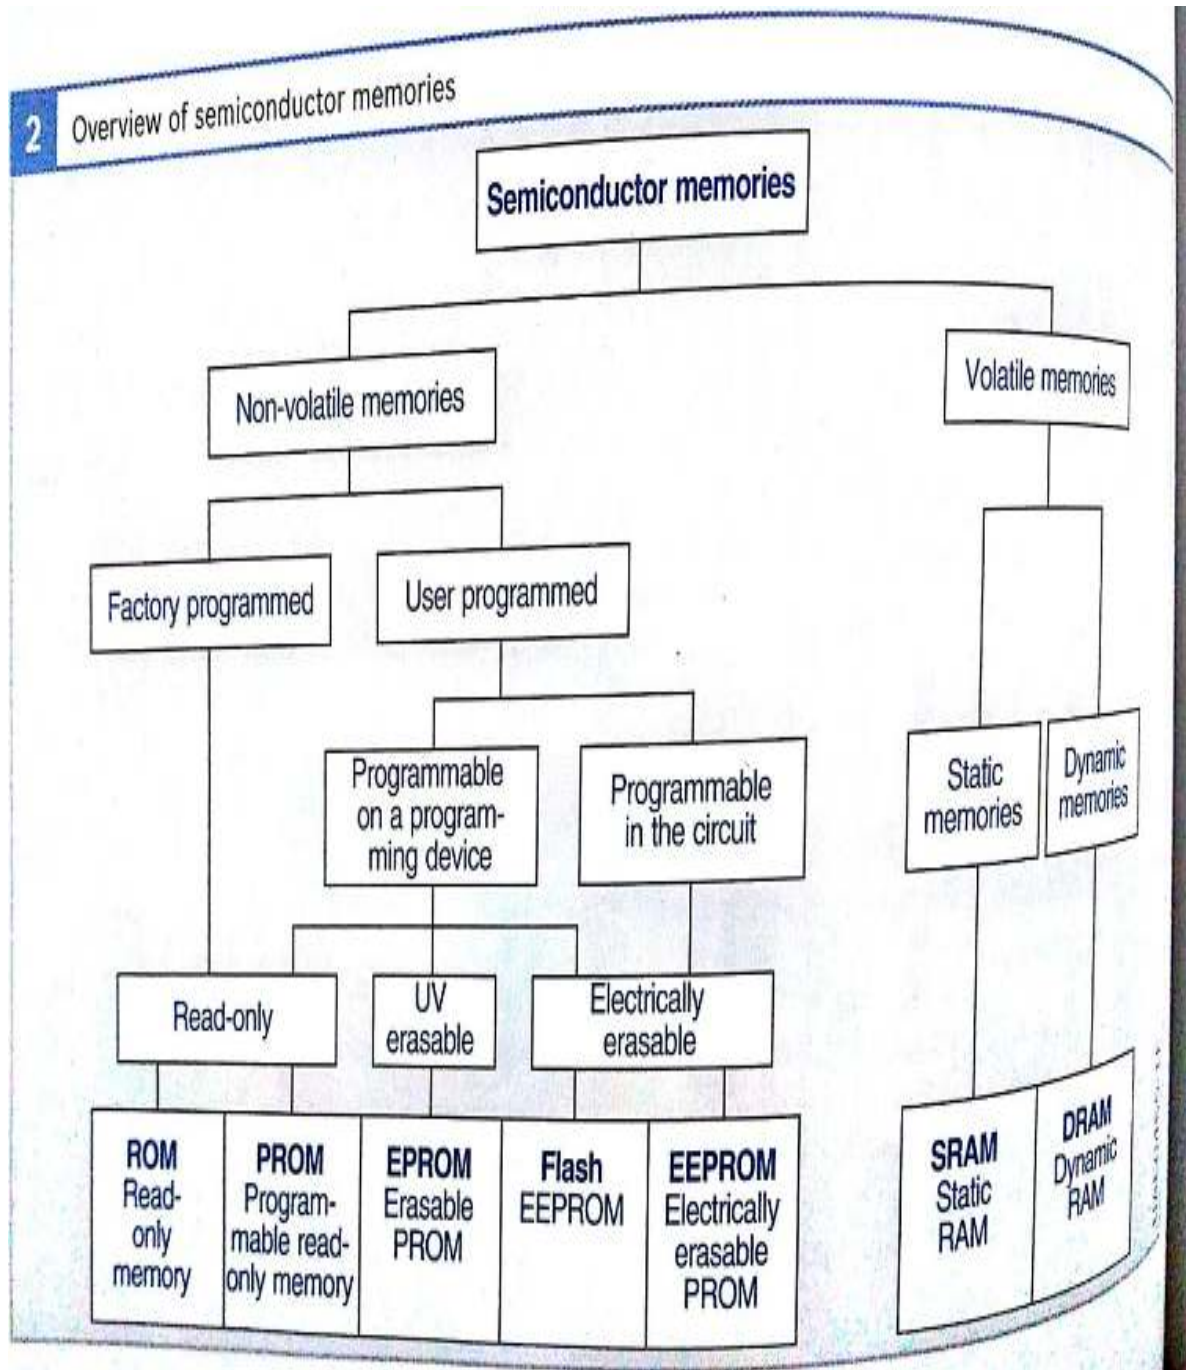 2
Overview of semiconductor memories
Semiconductor memories
Non-volatile memories
Volatile memories
Factory programmed
User programmed
Programmable
on a program-
ming device
Programmable
in the circuit
Static
memories
Dynamic
memories
Read-only
UV
erasable
Electrically
erasable
ROM
Read-
only
memory
PROM
Program-
mable read-
only memory
EPROM
Erasable
PROM
Flash
EEPROM
EEPROM
Electrically
erasable
PROM
SRAM
Static
RAM
DRAM
Dynamic
RAM